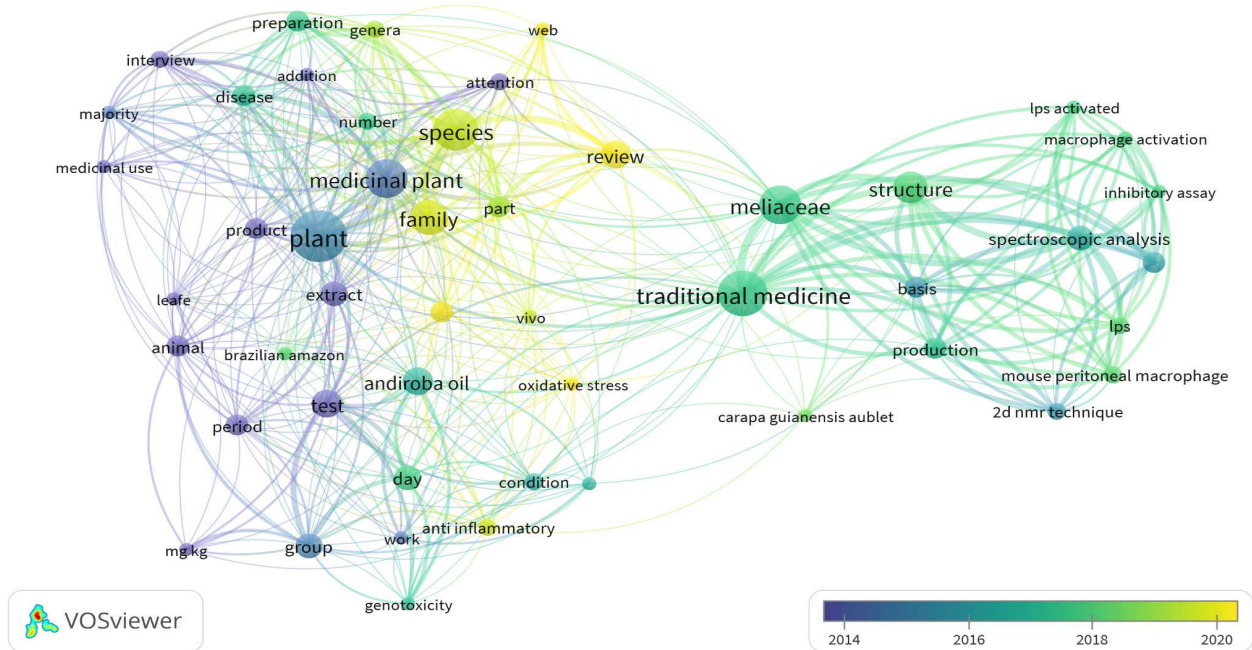 preparation
genera
web
interview
addition
attention
disease
majority
number
species
lps activated
macrophage activation
medicinal use
review
medicinal plant
structure
inhibitory assay
part
meliaceae
family
product
plant
spectroscopic analysis
basis
extract
traditional medicine
leafe
vivo
lps
animal
brazilian amazon
production
andiroba oil
oxidative stress
mouse peritoneal macrophage
test
carapa guianensis aublet
2d nmr technique
period
day
condition
anti inflammatory
work
mg kg
group
genotoxicity
VOSviewer
2014 2016 2018 2020